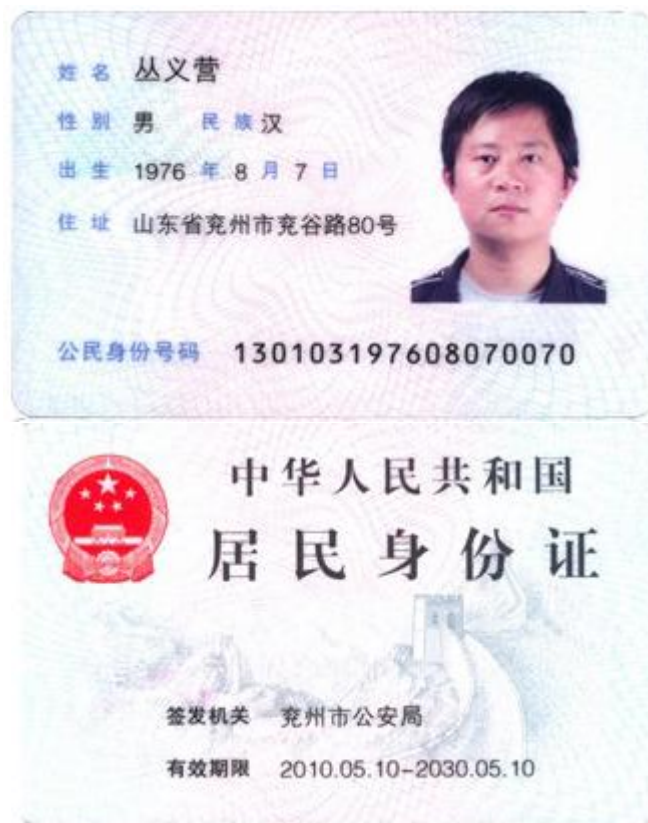 姓名 丛义营
性别 男 民族 汉
出生 1976 年 8 月 7 日
住址 山东省兖州市兖谷路80号
公民身份号码 130103197608070070
中华人民共和国
居民身份证
签发机关 兖州市公安局
有效期限 2010.05.10-2030.05.10